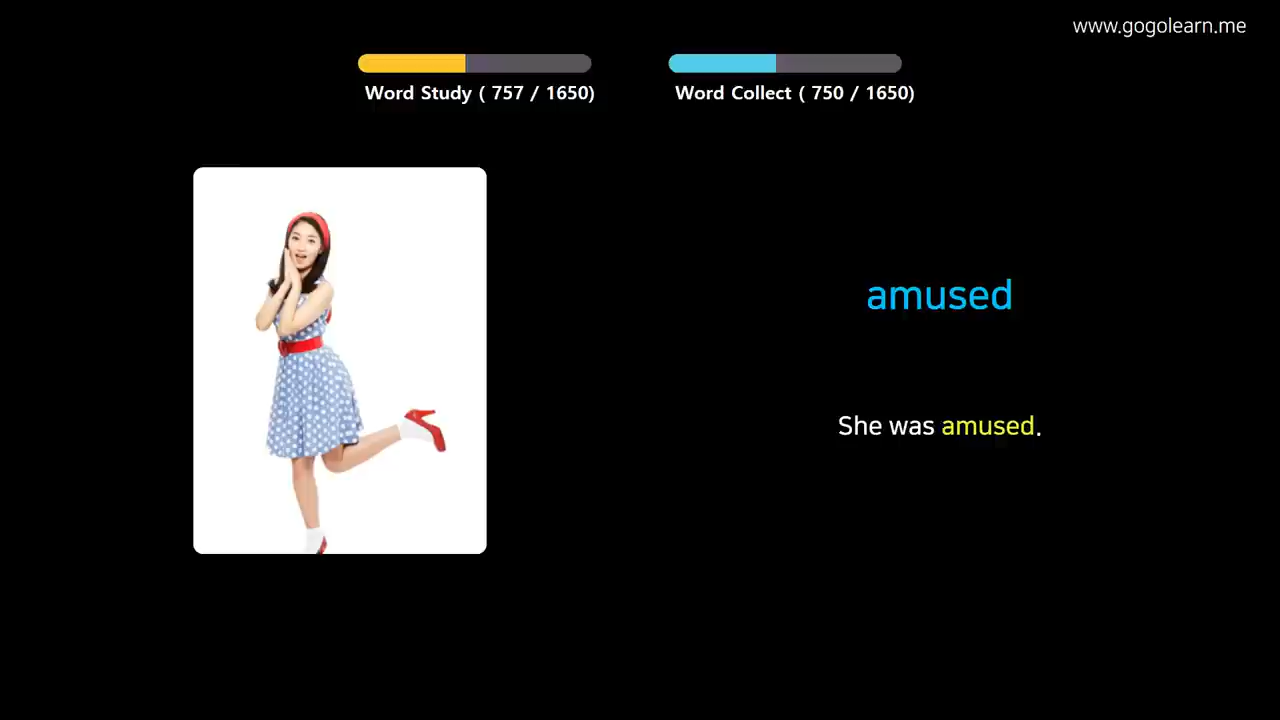 www.gogolearn.me
Word Study ( 757 / 1650)
Word Collect ( 750 / 1650)
amused
She was amused.